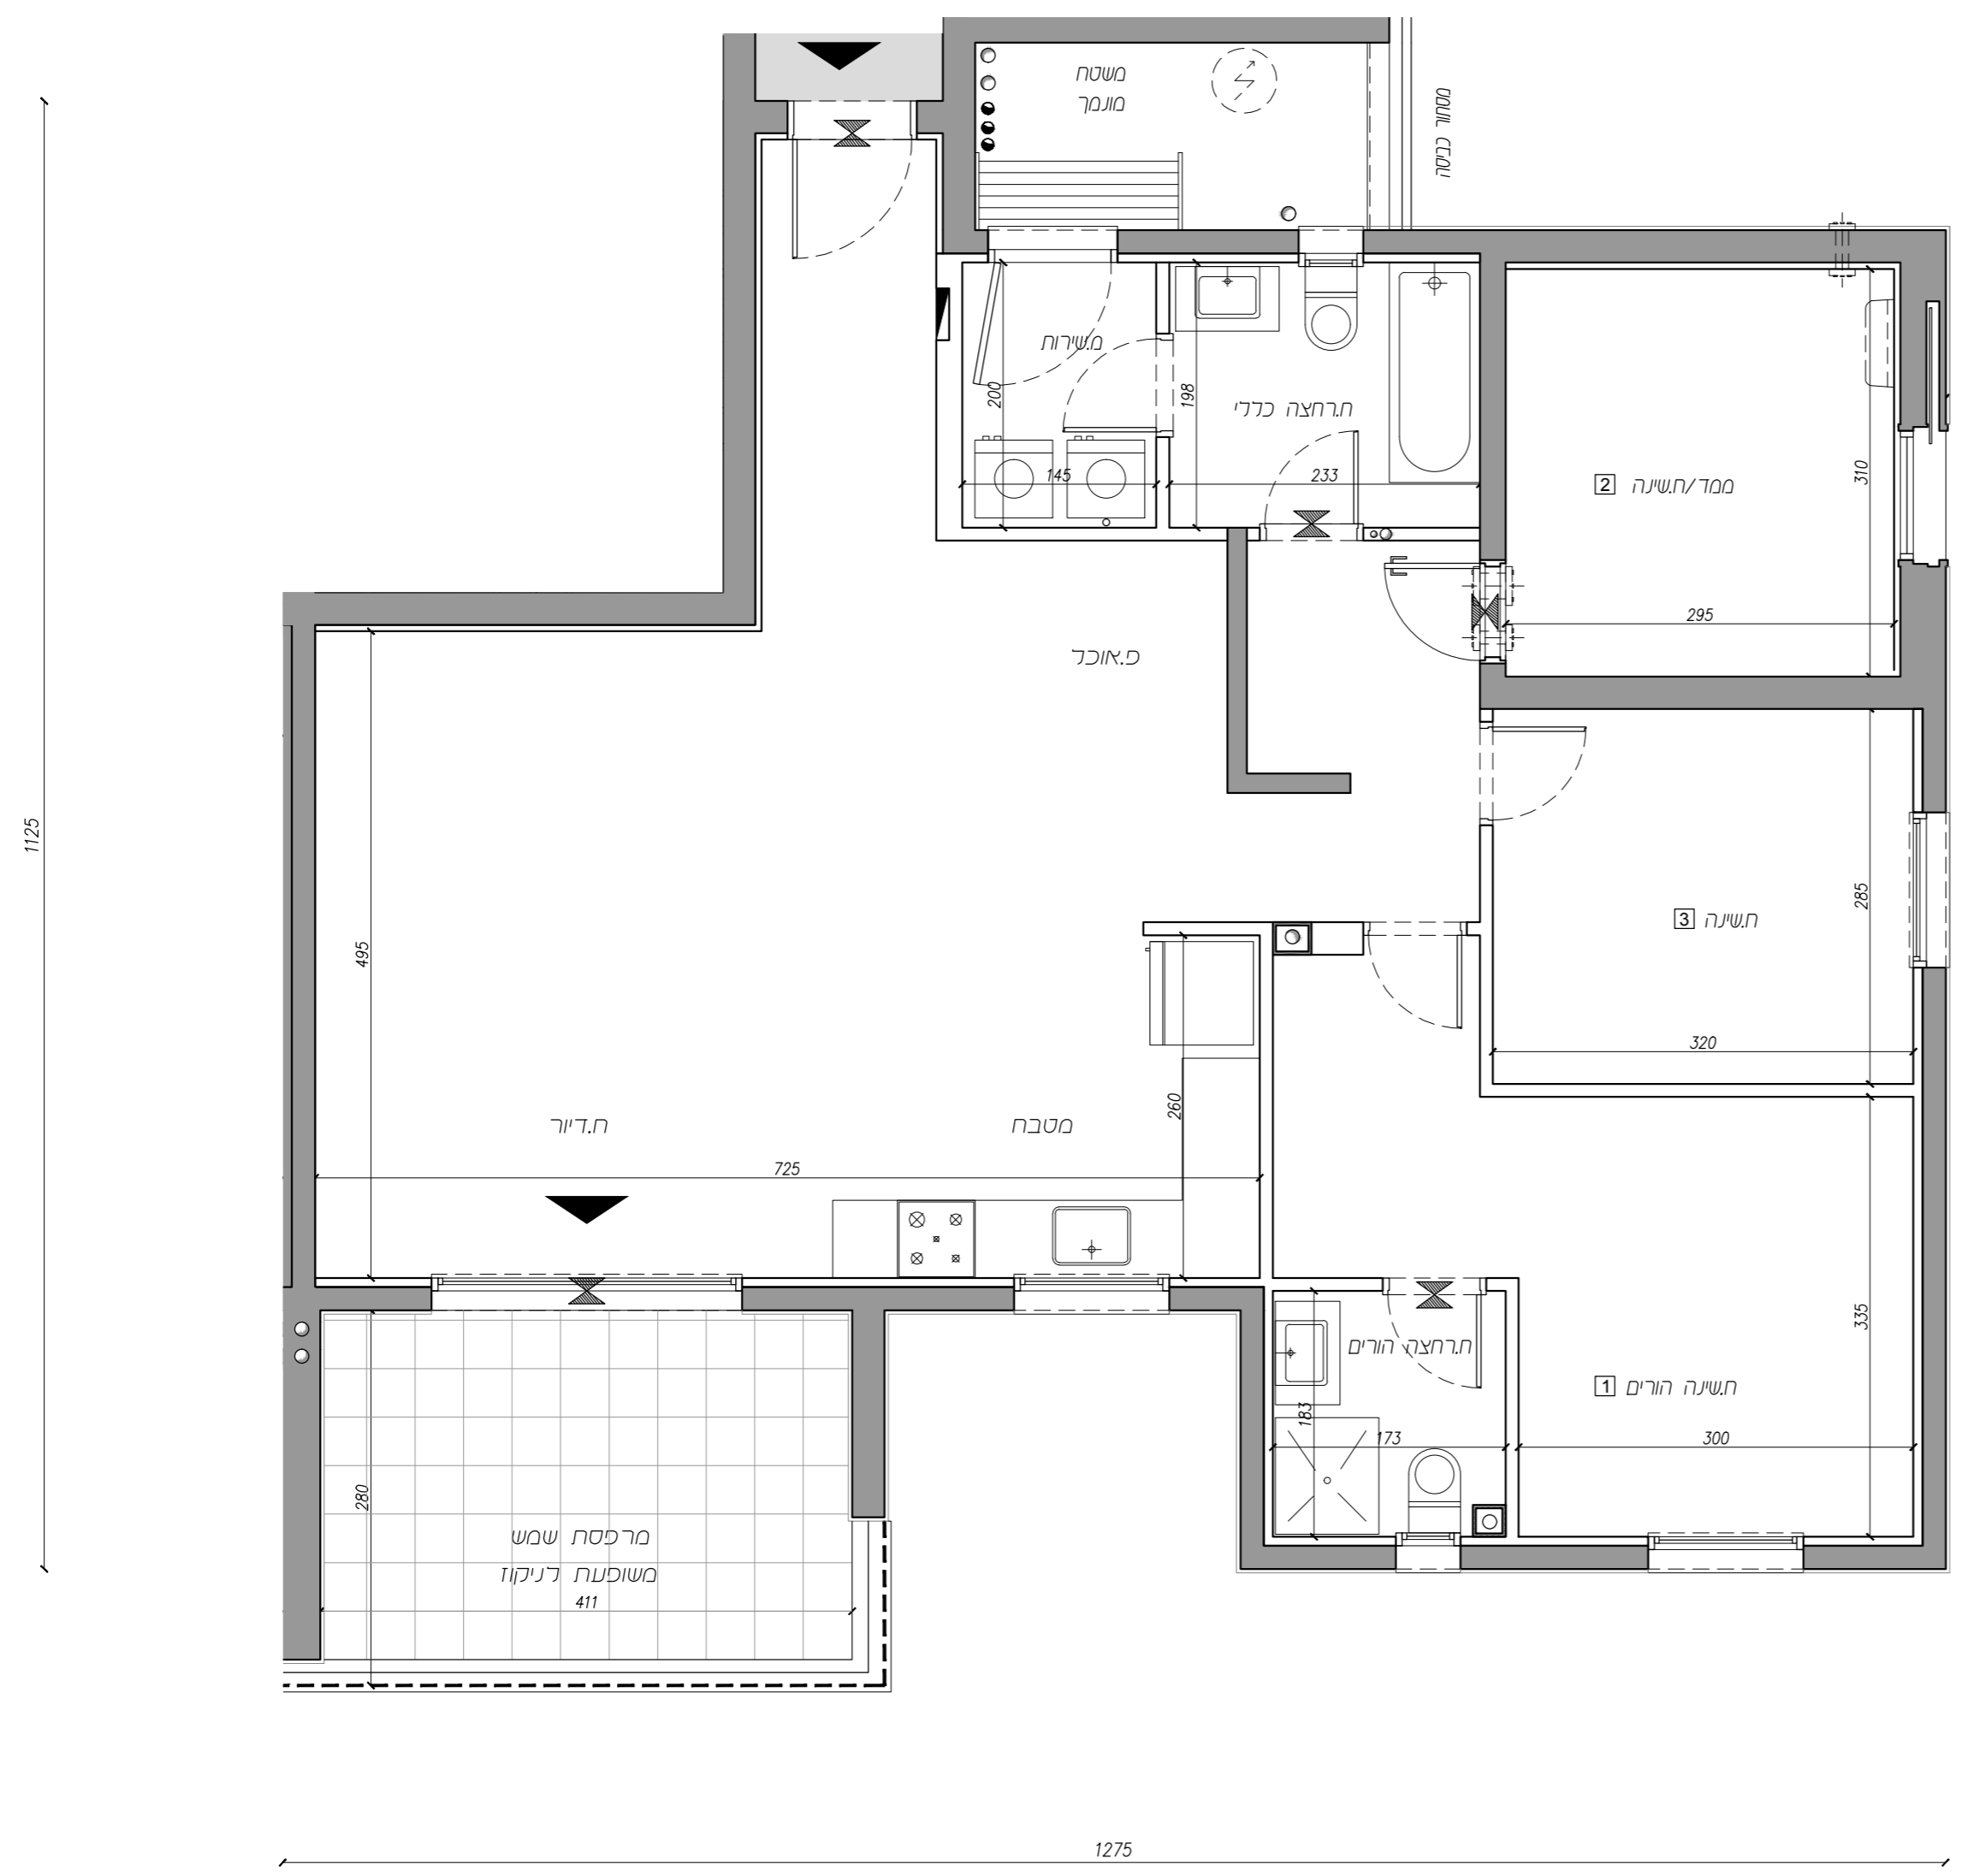 משטח
מונמך
מסתור כביסה
מ.שירות
200
198
ח.רחצה כללי
145
233
310
2 ממד/ח.שינה
295
פ.אוכל
1125
495
285
3 ח.שינה
320
ח.דיור
מטבח
260
725
335
ח.רחצה הורים
1 ח.שינה הורים
183
173
300
280
מרפסת שמש
משופעת לניקוז
411
1275